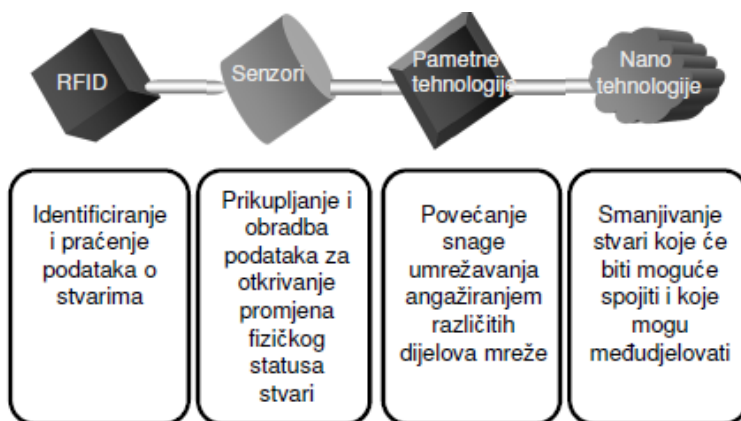 RFID
Senzori
Pametne
tehnologije
Nano
tehnologije
Identificiranje
i praćenje
podataka o
stvarima
Prikupljanje i
obradba
podataka za
otkrivanje
promjena
fizičkog
statusa
stvari
Povećanje
snage
umrežavanja
angažiranjem
različitih
dijelova mreže
Smanjivanje
stvari koje će
biti moguće
spojiti i koje
mogu
međudjelovati